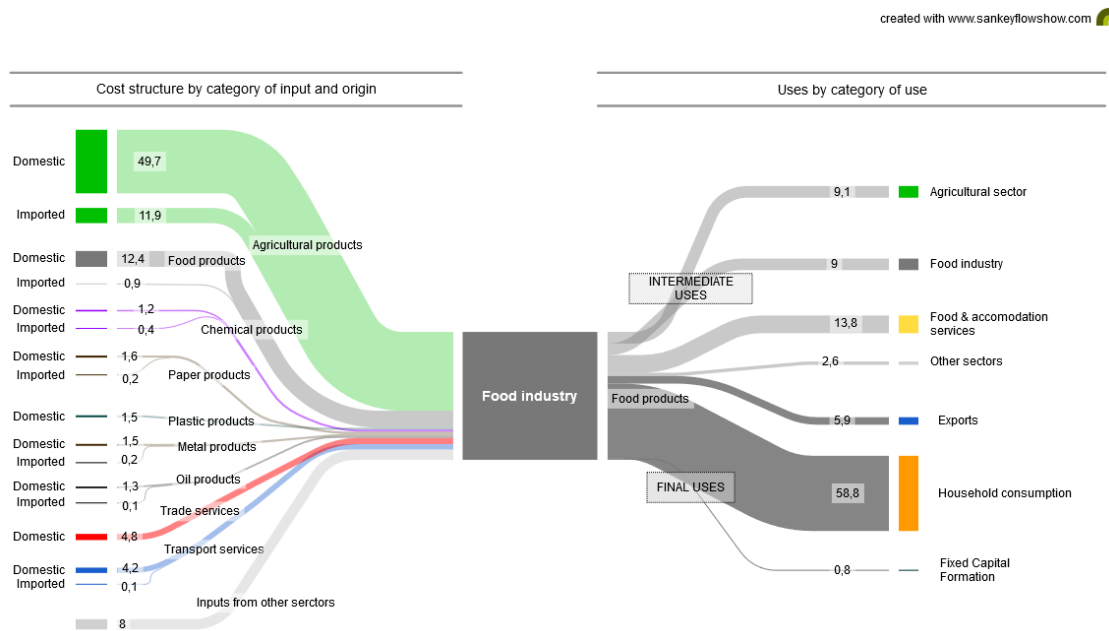 created with www.sankeyflowshow.com
Cost structure by category of input and origin
Uses by category of use
Domestic
49,7
Imported
11,9
Agricultural products
Domestic
12,4
Food products
Imported
0,9
Domestic
1,2
Imported
0,4
Chemical products
Domestic
1,6
Imported
0,2
Paper products
Domestic
1,5
Plastic products
Domestic
1,5
Metal products
Imported
0,2
Domestic
1,3
Oil products
Imported
0,1
Trade services
Domestic
4,8
Transport services
Domestic
4,2
Imported
0,1
Inputs from other serctors
8
Food industry
Food products
INTERMEDIATE
USES
FINAL USES
9,1
Agricultural sector
9
Food industry
13,8
Food & accomodation
services
2,6
Other sectors
5,9
Exports
58,8
Household consumption
0,8
Fixed Capital
Formation